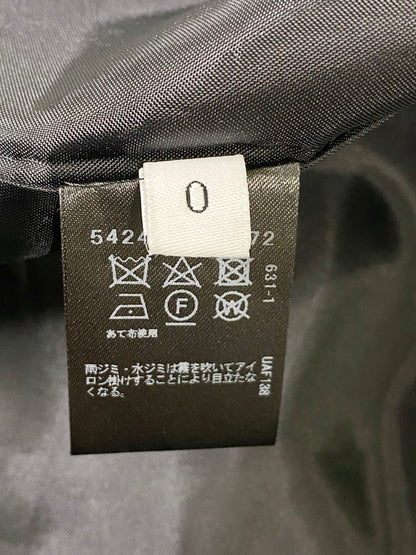 0
5424 72
631-1
F
W
あて布使用
雨ジミ・水ジミは霧を吹いてアイ
ロン掛けすることにより目立たな
くなる。
UAF138